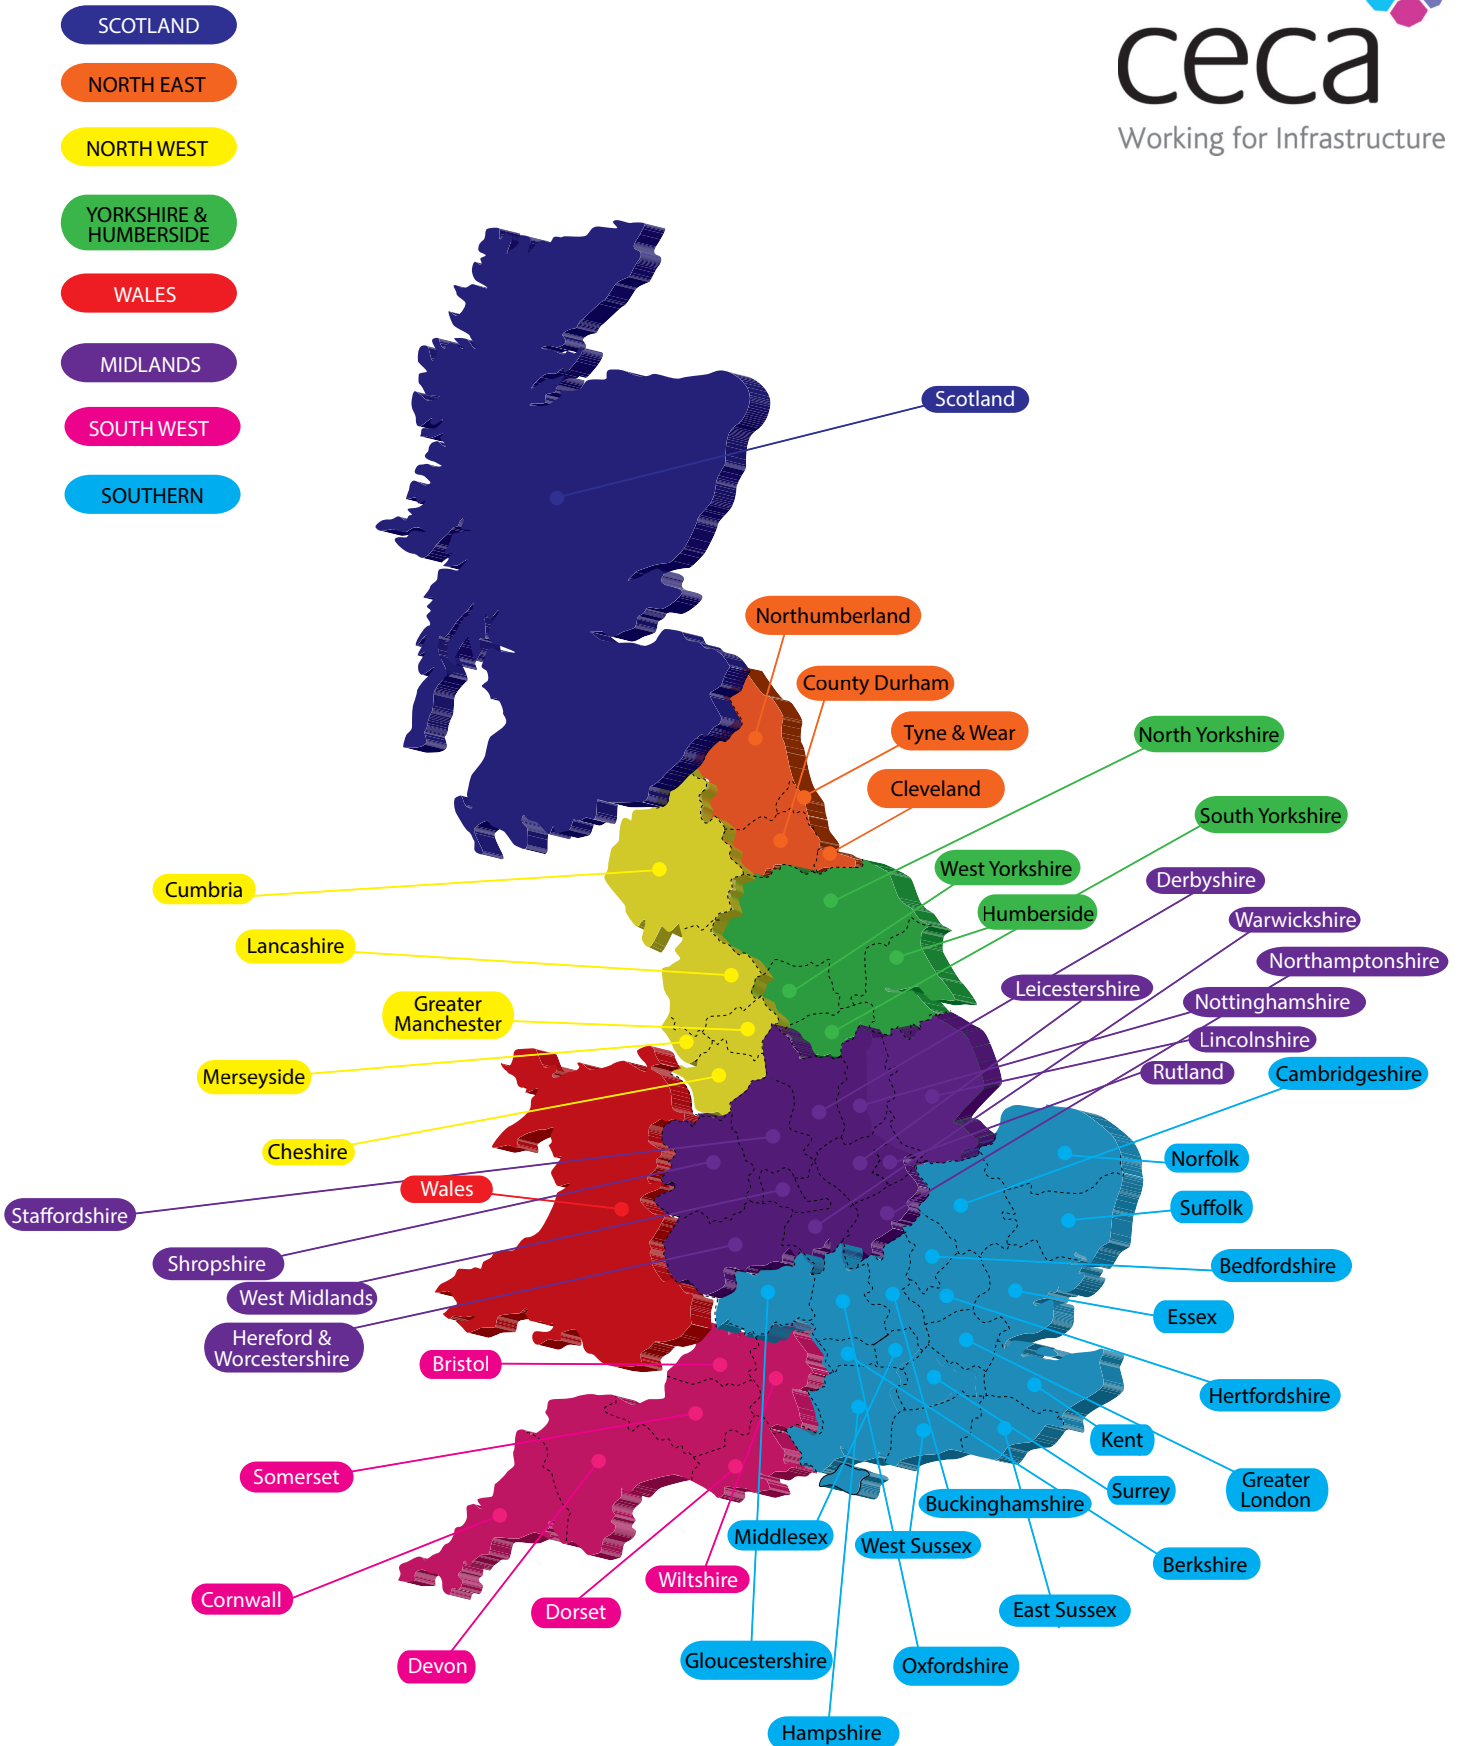 SCOTLAND
NORTH EAST
NORTH WEST
YORKSHIRE &
HUMBERSIDE
WALES
MIDLANDS
SOUTH WEST
SOUTHERN
ceca
Working for Infrastructure
Scotland
Northumberland
County Durham
Tyne & Wear
Cleveland
North Yorkshire
South Yorkshire
West Yorkshire
Humberside
Derbyshire
Warwickshire
Northamptonshire
Leicestershire
Nottinghamshire
Lincolnshire
Rutland
Cambridgeshire
Cumbria
Lancashire
Greater
Manchester
Merseyside
Cheshire
Wales
Staffordshire
Shropshire
West Midlands
Hereford &
Worcestershire
Norfolk
Suffolk
Bedfordshire
Essex
Hertfordshire
Kent
Greater
London
Surrey
Buckinghamshire
Berkshire
West Sussex
Middlesex
East Sussex
Oxfordshire
Gloucestershire
Hampshire
Bristol
Somerset
Wiltshire
Dorset
Cornwall
Devon